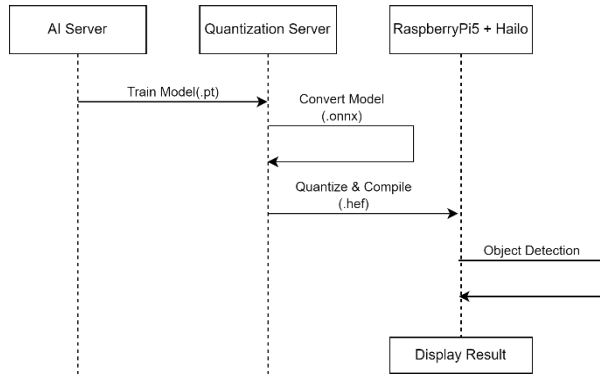 AI Server
Quantization Server
RaspberryPi5 + Hailo
Train Model(.pt)
Convert Model
(.onnx)
Quantize & Compile
(.hef)
Object Detection
Display Result